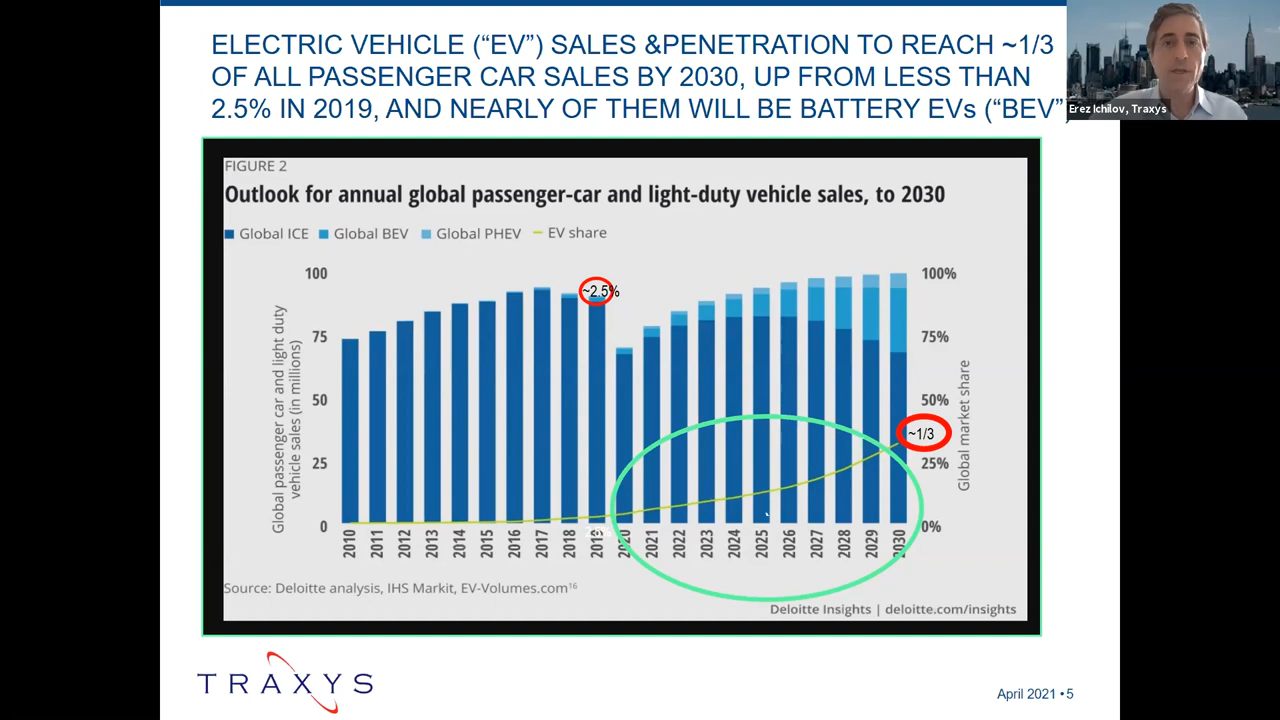 ELECTRIC VEHICLE (“EV”) SALES &PENETRATION TO REACH ~1/3
OF ALL PASSENGER CAR SALES BY 2030, UP FROM LESS THAN
2.5% IN 2019, AND NEARLY OF THEM WILL BE BATTERY EVs (“BEV”)
Erez Ichilov, Traxys
FIGURE 2
Outlook for annual global passenger-car and light-duty vehicle sales, to 2030
Global ICE Global BEV Global PHEV EV share
Global passenger car and light duty
vehicle sales (in millions)
100
75
50
25
0
~2.5%
100%
75%
50%
25%
0%
~1/3
Global market share
2010 2011 2012 2013 2014 2015 2016 2017 2018 2019 2020 2021 2022 2023 2024 2025 2026 2027 2028 2029 2030
Source: Deloitte analysis, IHS Markit, EV-Volumes.com¹⁶
Deloitte Insights | deloitte.com/insights
TRAXYS
April 2021 • 5